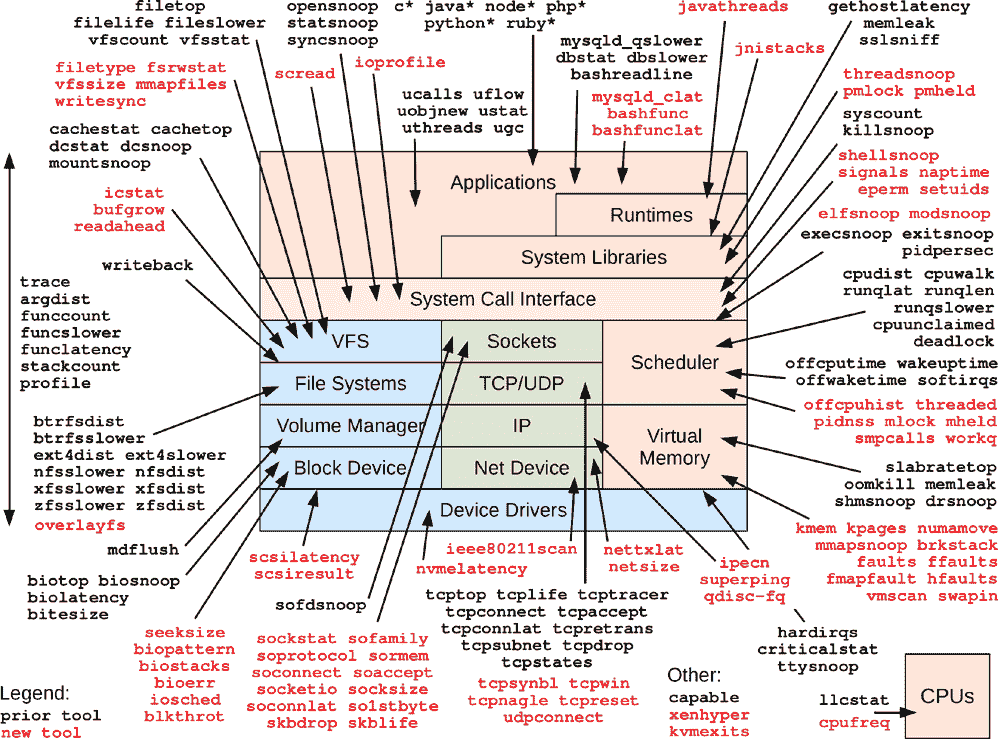 filetop
filelife fileslower
vfscount vfsstat
opensnoop
statsnoop
syncsnoop
c* java* node* php*
python* ruby*
javathreads
gethostlatency
memleak
sslsniff
filetype fsrwstat
vfssize mmapfiles
writesync
scread
ioprofile
mysqld_qslower
dbstat dbslower
bashreadline
jnistacks
ucalls uflow
uobjnew ustat
uthreads ugc
mysqld_clat
bashfunc
bashfunclat
threadsnoop
pmlock pmheld
syscount
killsnoop
cachestat cachetop
dcstat dcsnoop
mountsnoop
shellsnoop
signals naptime
eperm setuids
icstat
bufgrow
readahead
elfsnoop modsnoop
execsnoop exitsnoop
pidpersec
writeback
cpudist cpuwalk
runqlat runqlen
runqslower
cpuunclaimed
deadlock
trace
argdist
funccount
funcslower
funclatency
stackcount
profile
Applications
Runtimes
System Libraries
System Call Interface
VFS
Sockets
Scheduler
File Systems
TCP/UDP
Volume Manager
IP
Virtual
Memory
Block Device
Net Device
Device Drivers
offcputime wakeuptime
offwaketime softirqs
offcpuhist threaded
pidnss mlock mheld
smpcalls workq
slabratetop
oomkill memleak
shmsnoop drsnoop
kmem kpages numamove
mmapsnoop brkstack
faults ffaults
fmapfault hfaults
vmscan swapin
btrfsdist
btrfsslower
ext4dist ext4slower
nfsslower nfsdist
xfsslower xfsdist
zfsslower zfsdist
overlayfs
mdflush
biotop biosnoop
biolatency
bitesize
scsilatency
scsiresult
nvmelatency
ieee80211scan
nettxlat
netsize
ipecn
superping
qdisc-fq
sofdsnoop
seeksize
biopattern
biostacks
bioerr
iosched
blkthrot
sockstat sofamily
soprotocol sormem
soconnect soaccept
socketio socksize
soconnlat so1stbyte
skbdrop skblife
tcptop tcplife tcptracer
tcpconnect tcpaccept
tcpconnlat tcpretrans
tcpsubnet tcpdrop
tcpstates
tcpsynbl tcpwin
tcpnagle tcpreset
udpconnect
hardirqs
criticalstat
ttysnoop
Other:
capable
xenhyper
kvmexits
llcstat
cpufreq
CPUs
Legend:
prior tool
new tool